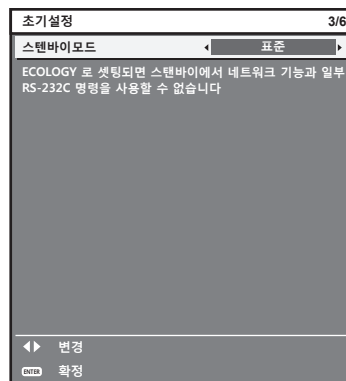 초기설정 3/6
스텐바이모드 표준
ECOLOGY 로 셋팅되면 스탠바이에서 네트워크 기능과 일부
RS-232C 명령을 사용할 수 없습니다
변경
ENTER 확정